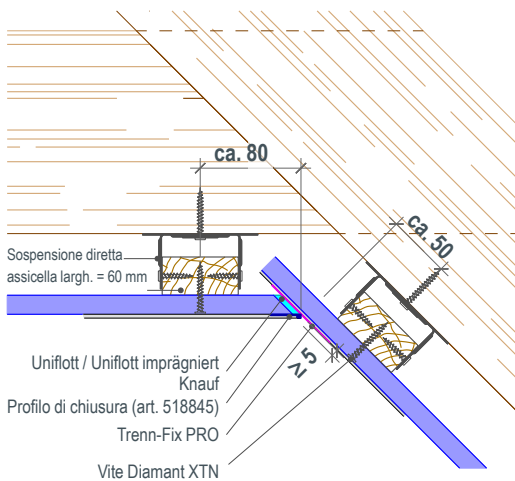 ca. 80
ca. 50
Sospensione diretta
assicella largh. = 60 mm
≥ 5
Uniflott / Uniflott imprägniert
Knauf
Profilo di chiusura (art. 518845)
Trenn-Fix PRO
Vite Diamant XTN